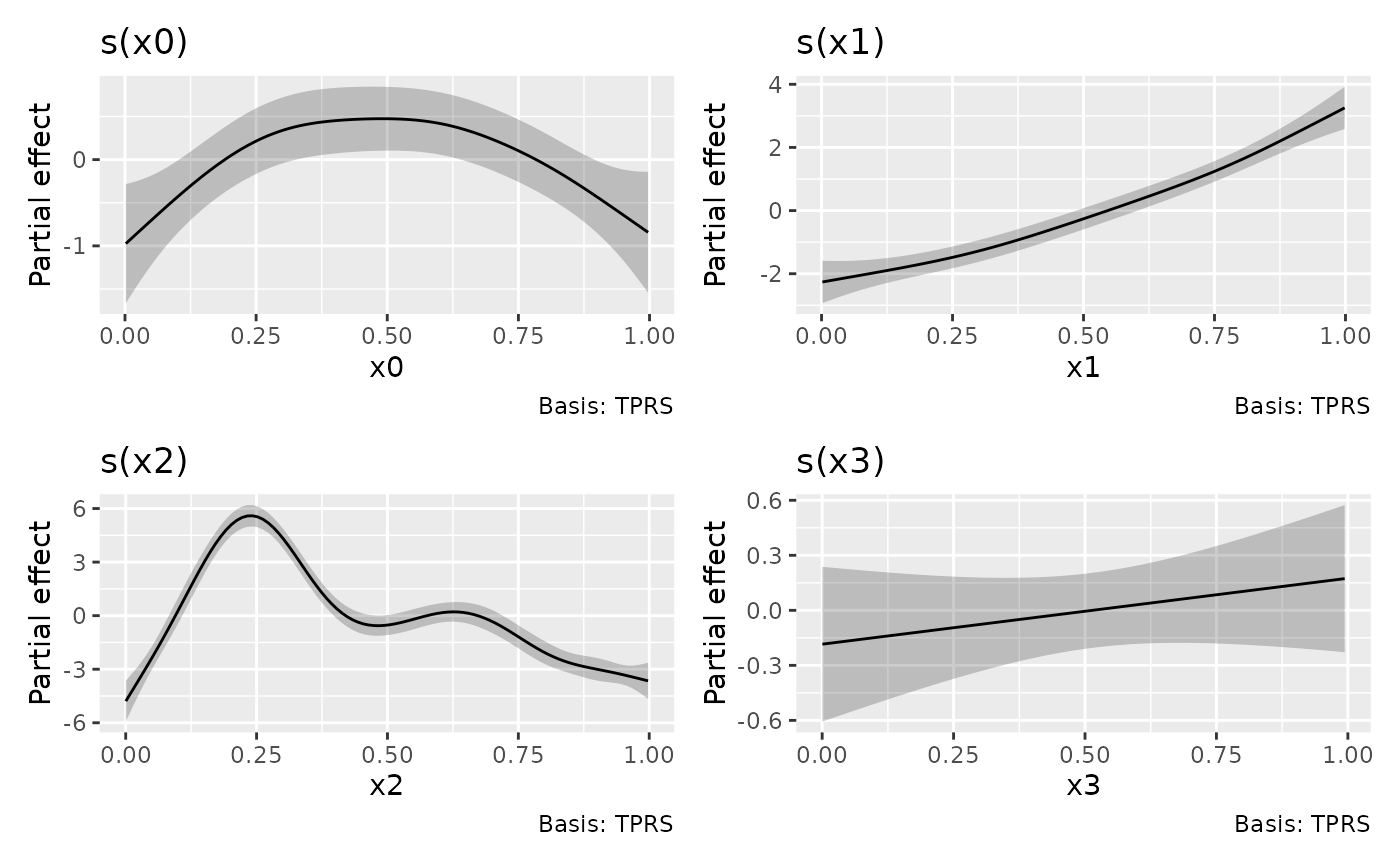 s(x0)
Partial effect
0
-1
0.00 0.25 0.50 0.75 1.00
x0
Basis: TPRS
s(x1)
Partial effect
4
2
0
-2
0.00 0.25 0.50 0.75 1.00
x1
Basis: TPRS
s(x2)
Partial effect
6
3
0
-3
-6
0.00 0.25 0.50 0.75 1.00
x2
Basis: TPRS
s(x3)
Partial effect
0.6
0.3
0.0
-0.3
-0.6
0.00 0.25 0.50 0.75 1.00
x3
Basis: TPRS